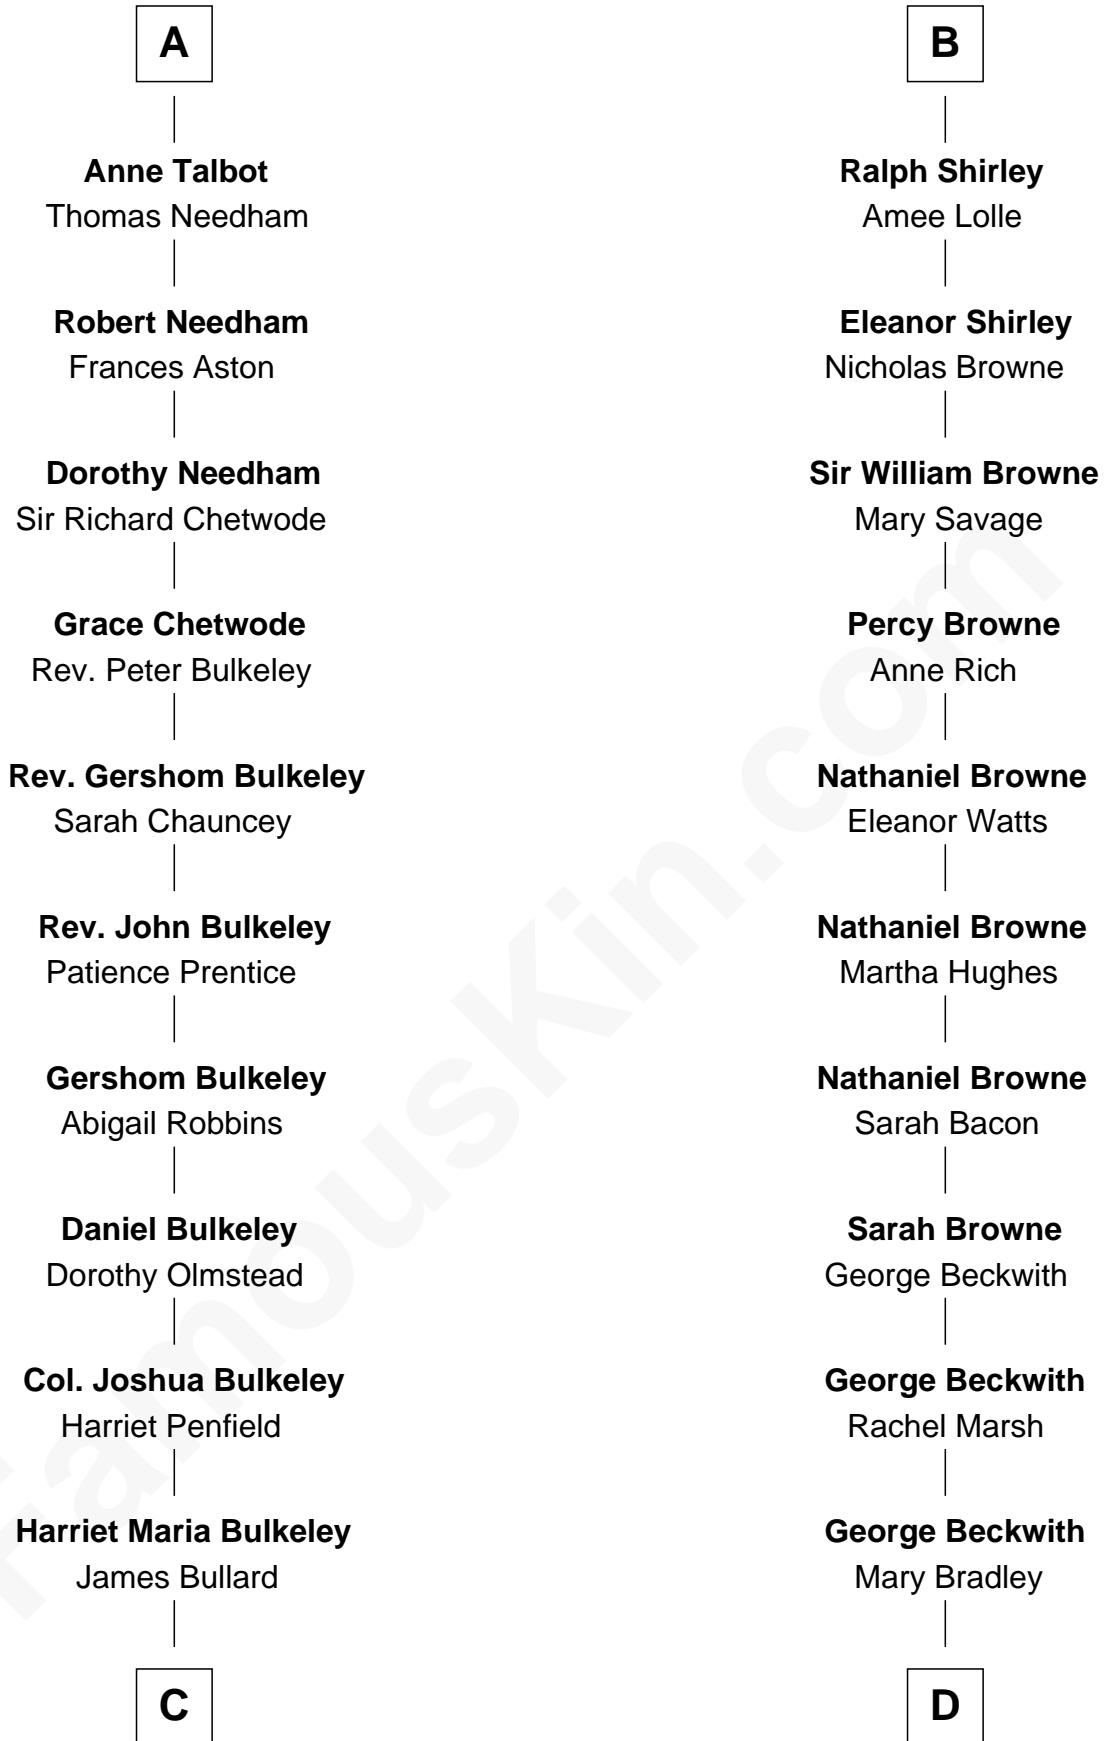 A
Anne Talbot
Thomas Needham
Robert Needham
Frances Aston
Dorothy Needham
Sir Richard Chetwode
Grace Chetwode
Rev. Peter Bulkeley
Rev. Gershom Bulkeley
Sarah Chauncey
Rev. John Bulkeley
Patience Prentice
Gershom Bulkeley
Abigail Robbins
Daniel Bulkeley
Dorothy Olmstead
Col. Joshua Bulkeley
Harriet Penfield
Harriet Maria Bulkeley
James Bullard
C
B
Ralph Shirley
Amee Lolle
Eleanor Shirley
Nicholas Browne
Sir William Browne
Mary Savage
Percy Browne
Anne Rich
Nathaniel Browne
Eleanor Watts
Nathaniel Browne
Martha Hughes
Nathaniel Browne
Sarah Bacon
Sarah Browne
George Beckwith
George Beckwith
Rachel Marsh
George Beckwith
Mary Bradley
D
FamousKin.com